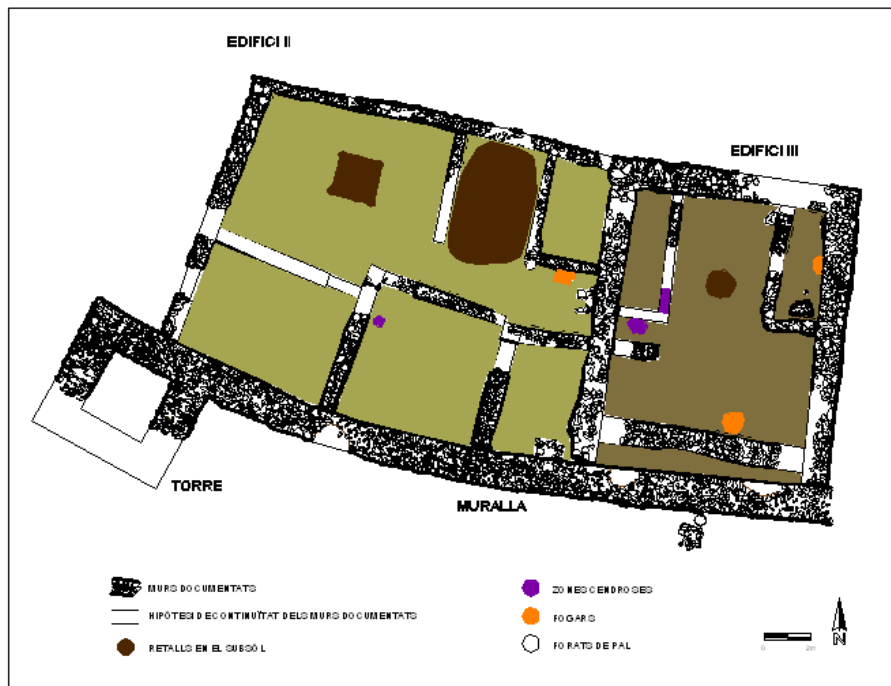 EDIFICI II
EDIFICI III
TORRE
MURALLA
MURS DOCUMENTATS
HIPÒTESI DE CONTINUÏTAT DELS MURS DOCUMENTATS
RETALLS EN EL SUBSÒL
ZONES CENDROSES
FOGARS
FORATS DE PAL
N
0 2m